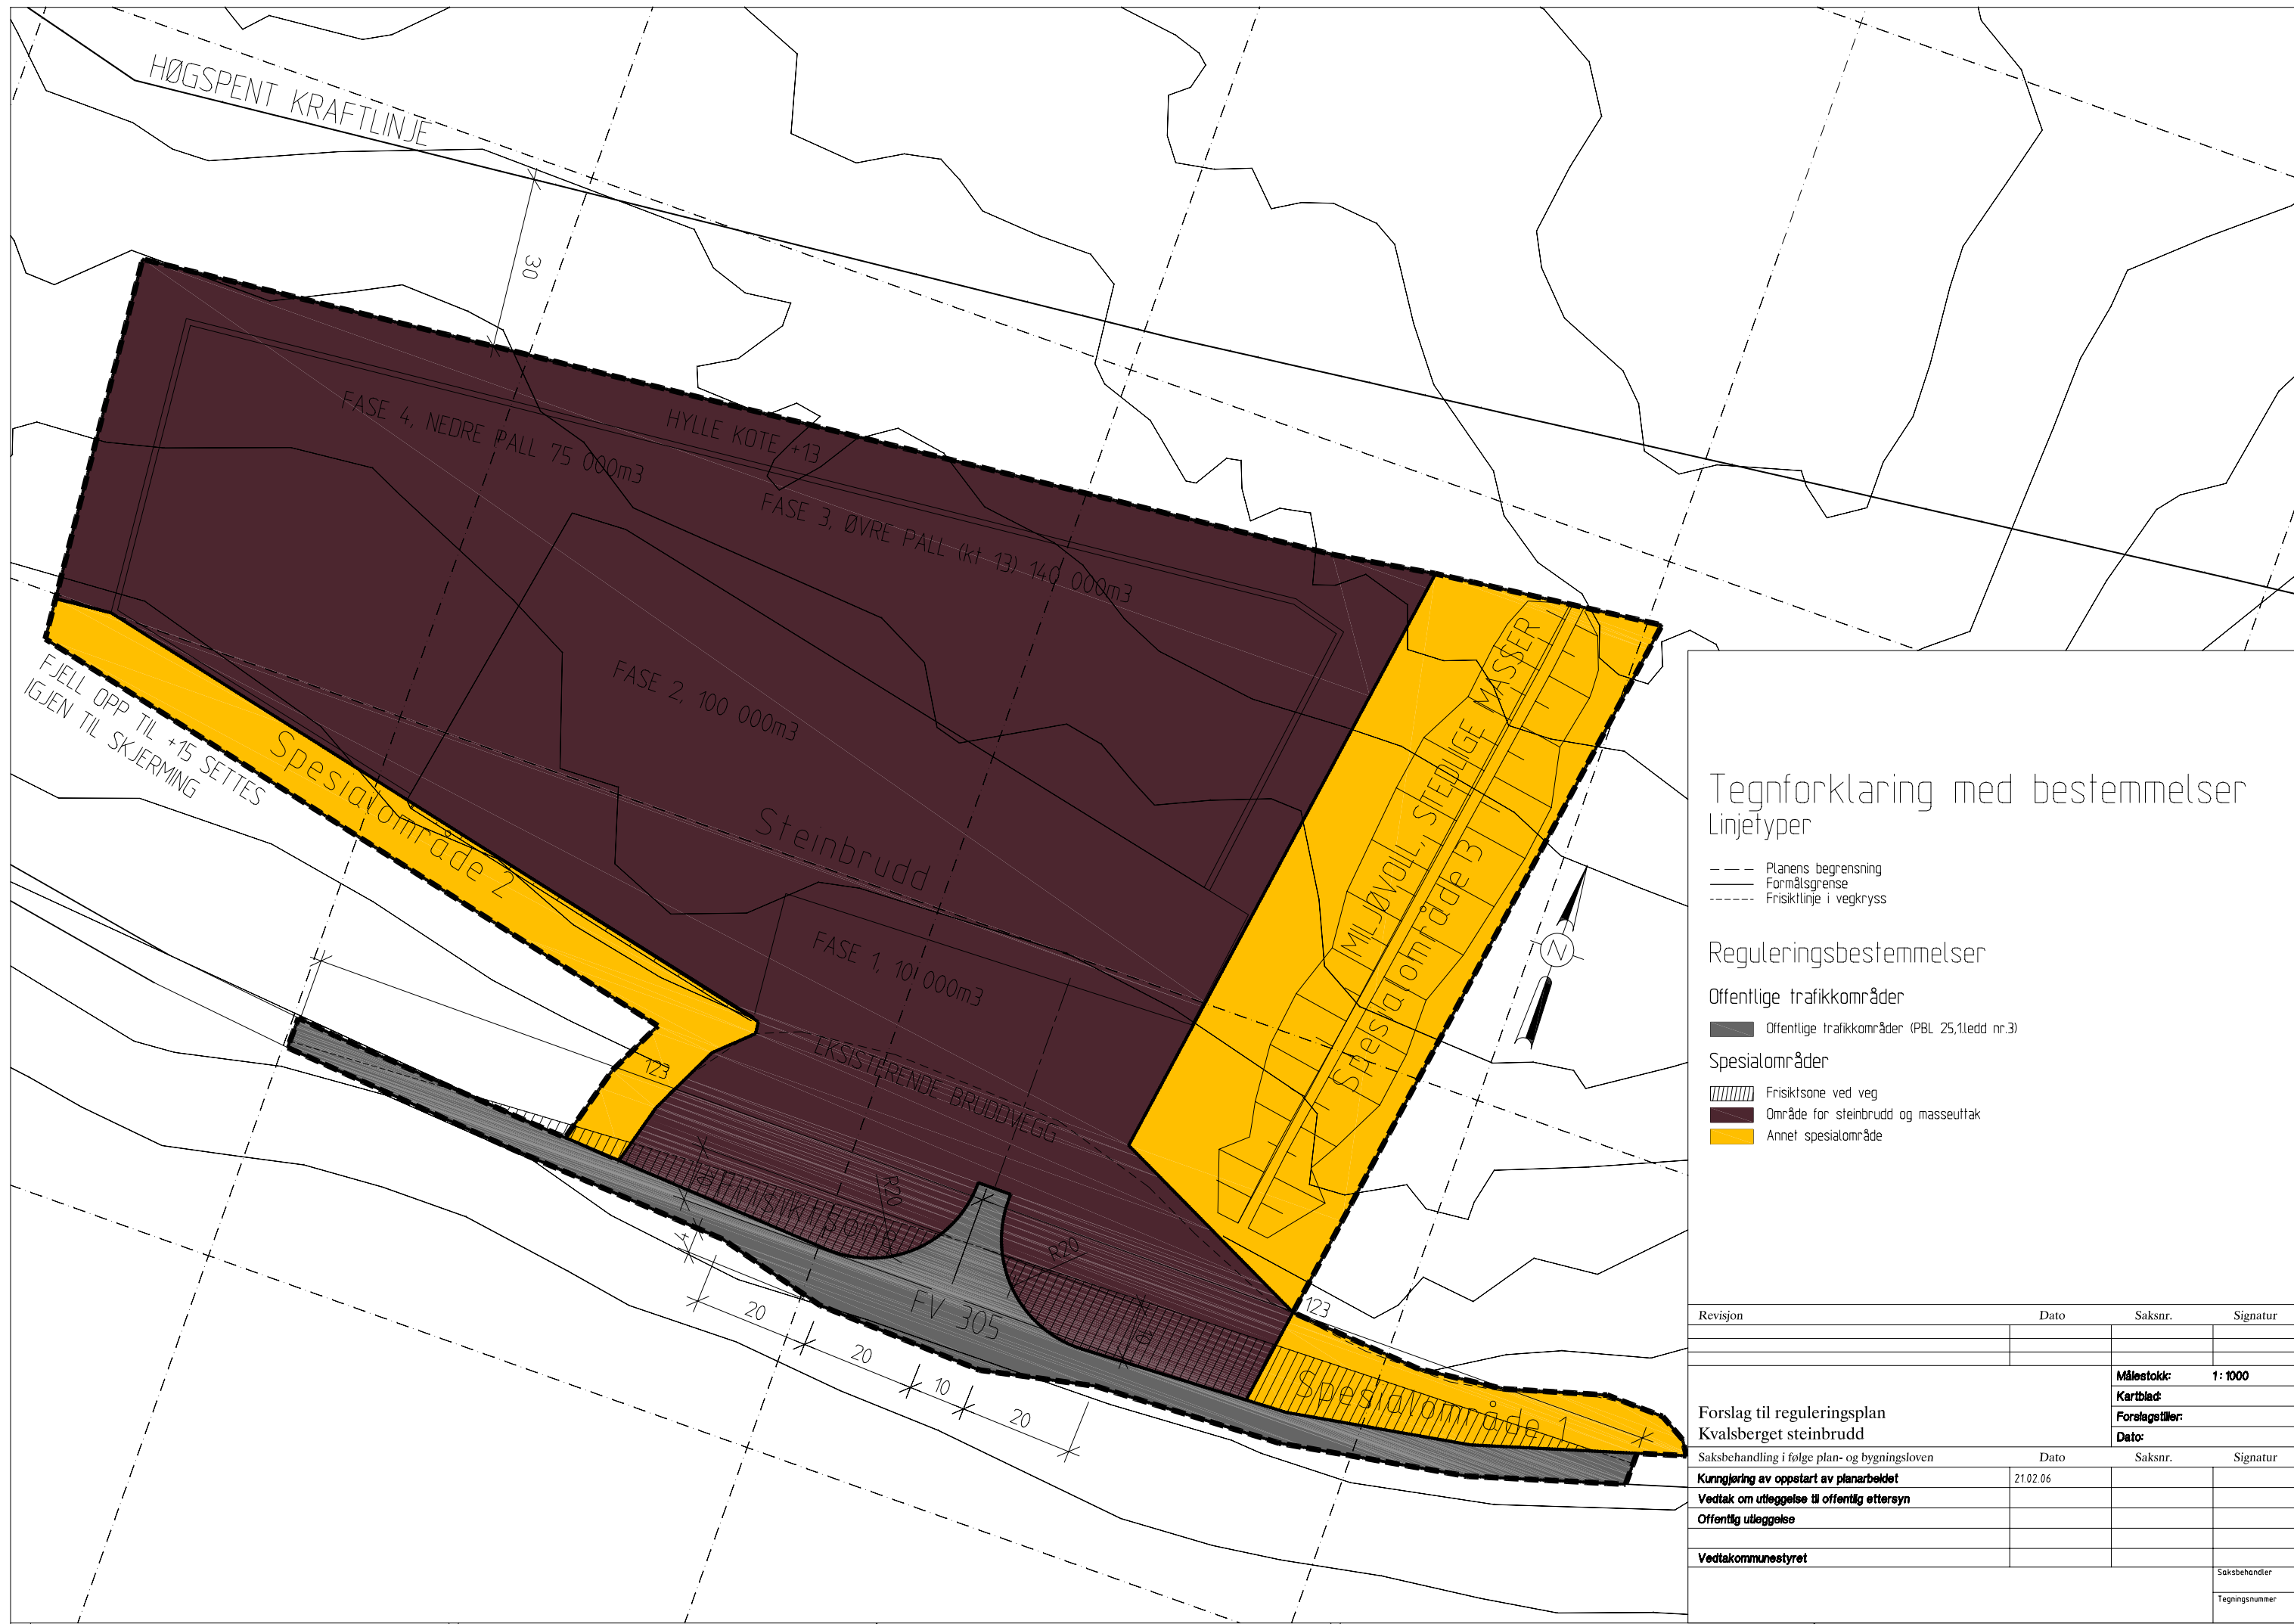 HØGSPENT KRAFTLINJE
30
HYLLE KOTE +13
FASE 4, NEDRE PALL 75 000m3
FASE 3, ØVRE PALL (kt 13) 140 000m3
FASE 2, 100 000m3
Steinbrudd
FASE 1, 10 000m3
EKSISTERENDE BRUDDVEGG
FJELL OPP TIL +15 SETTES
IGJEN TIL SKJERMING
Spesialområde 2
MILJØVOLL, STEDLIGE MASSER
Spesialområde 3
N
123
R20
R20
4
20
20
10
20
FV 305
123
Spesialområde 1
Tegnforklaring med bestemmelser
Linjetyper
Planens begrensning
Formålsgrense
Frisiktlinje i vegkryss
Reguleringsbestemmelser
Offentlige trafikkområder
Offentlige trafikkområder (PBL 25,1.ledd nr.3)
Spesialområder
Frisiktsone ved veg
Område for steinbrudd og masseuttak
Annet spesialområde
Revisjon Dato Saksnr. Signatur
Målestokk: 1: 1000
Kartblad:
Forslagstiller:
Dato:
Forslag til reguleringsplan
Kvalsberget steinbrudd
Saksbehandling i følge plan- og bygningsloven Dato Saksnr. Signatur
Kunngjøring av oppstart av planarbeidet 21.02.06
Vedtak om utleggelse til offentlig ettersyn
Offentlig utleggelse
Vedtakommunestyret
Saksbehandler
Tegningsnummer